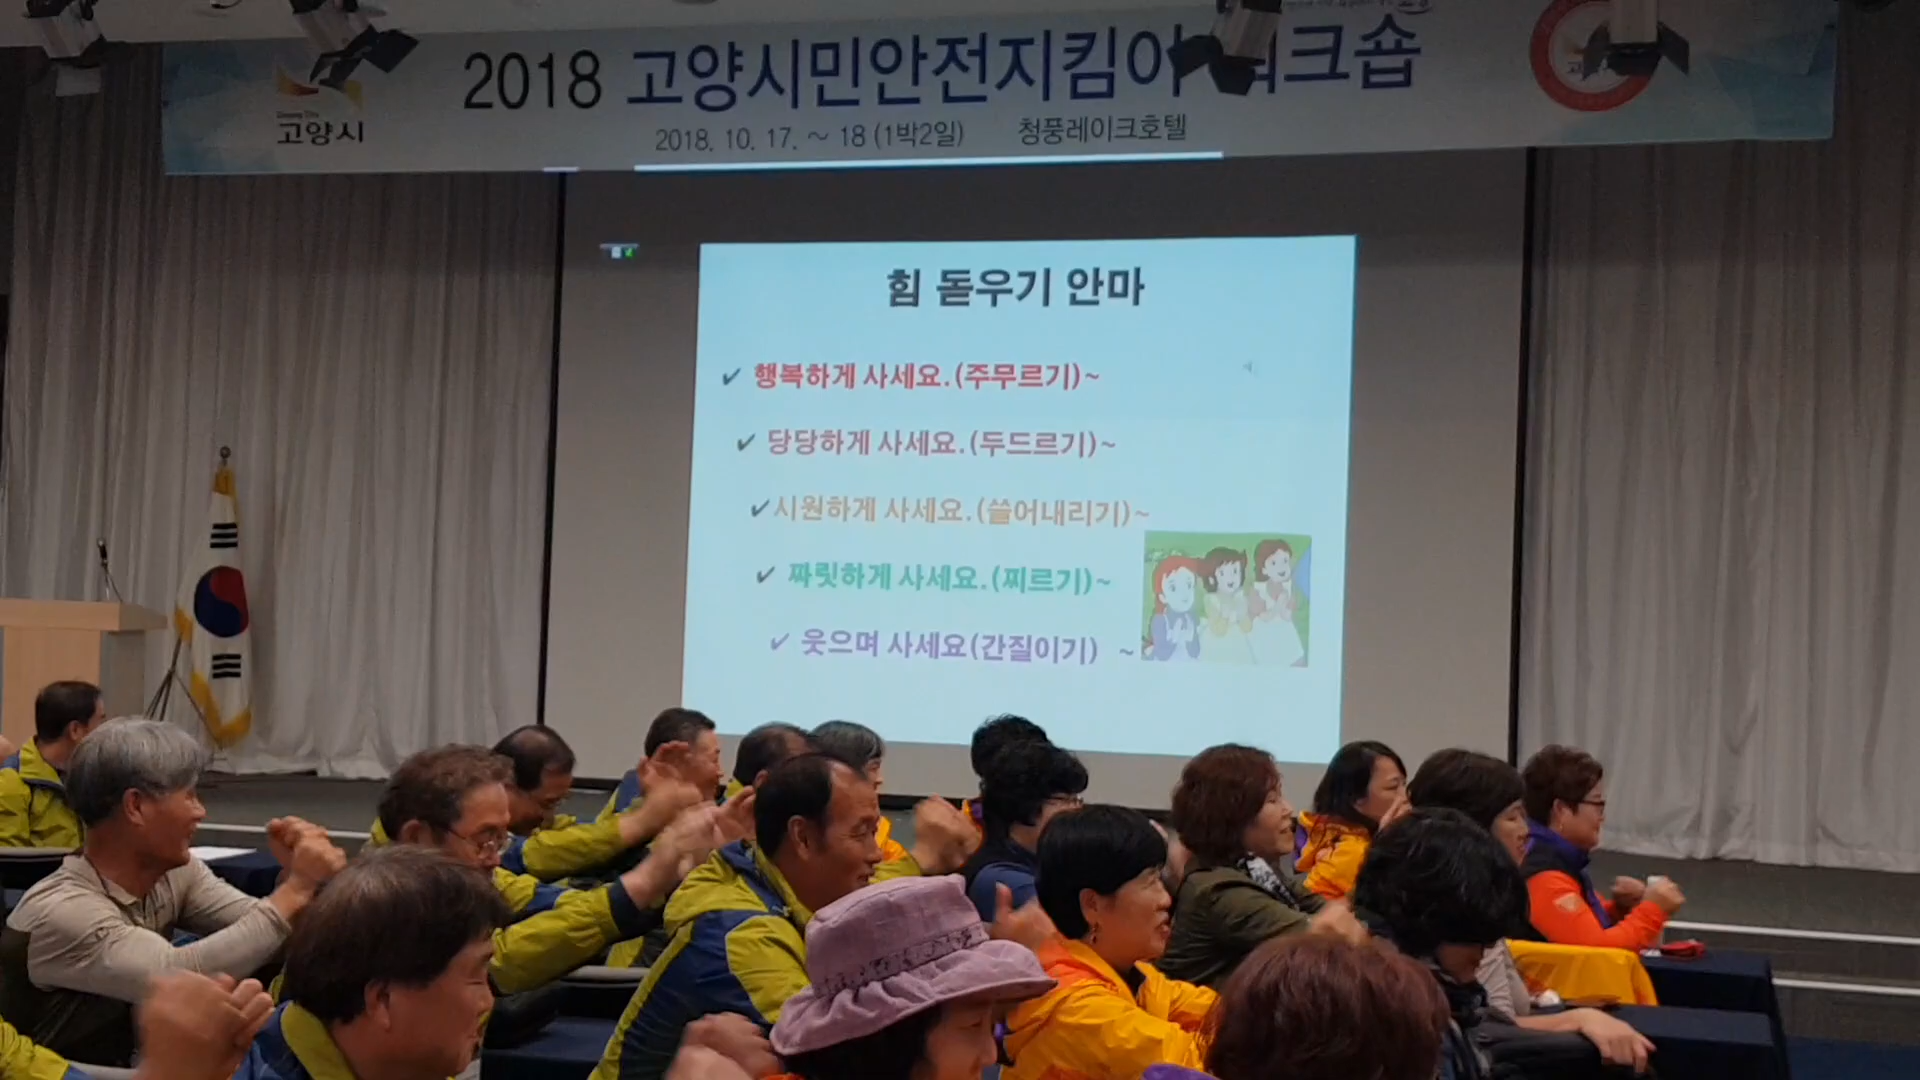 2018 고양시민안전지킴이 워크숍
고양시
2018. 10. 17. ~ 18 (1박2일) 청풍레이크호텔
힘 돋우기 안마
✔ 행복하게 사세요.(주무르기)~
✔ 당당하게 사세요.(두드르기)~
✔시원하게 사세요.(쓸어내리기)~
✔ 짜릿하게 사세요.(찌르기)~
✔ 웃으며 사세요(간질이기) ~